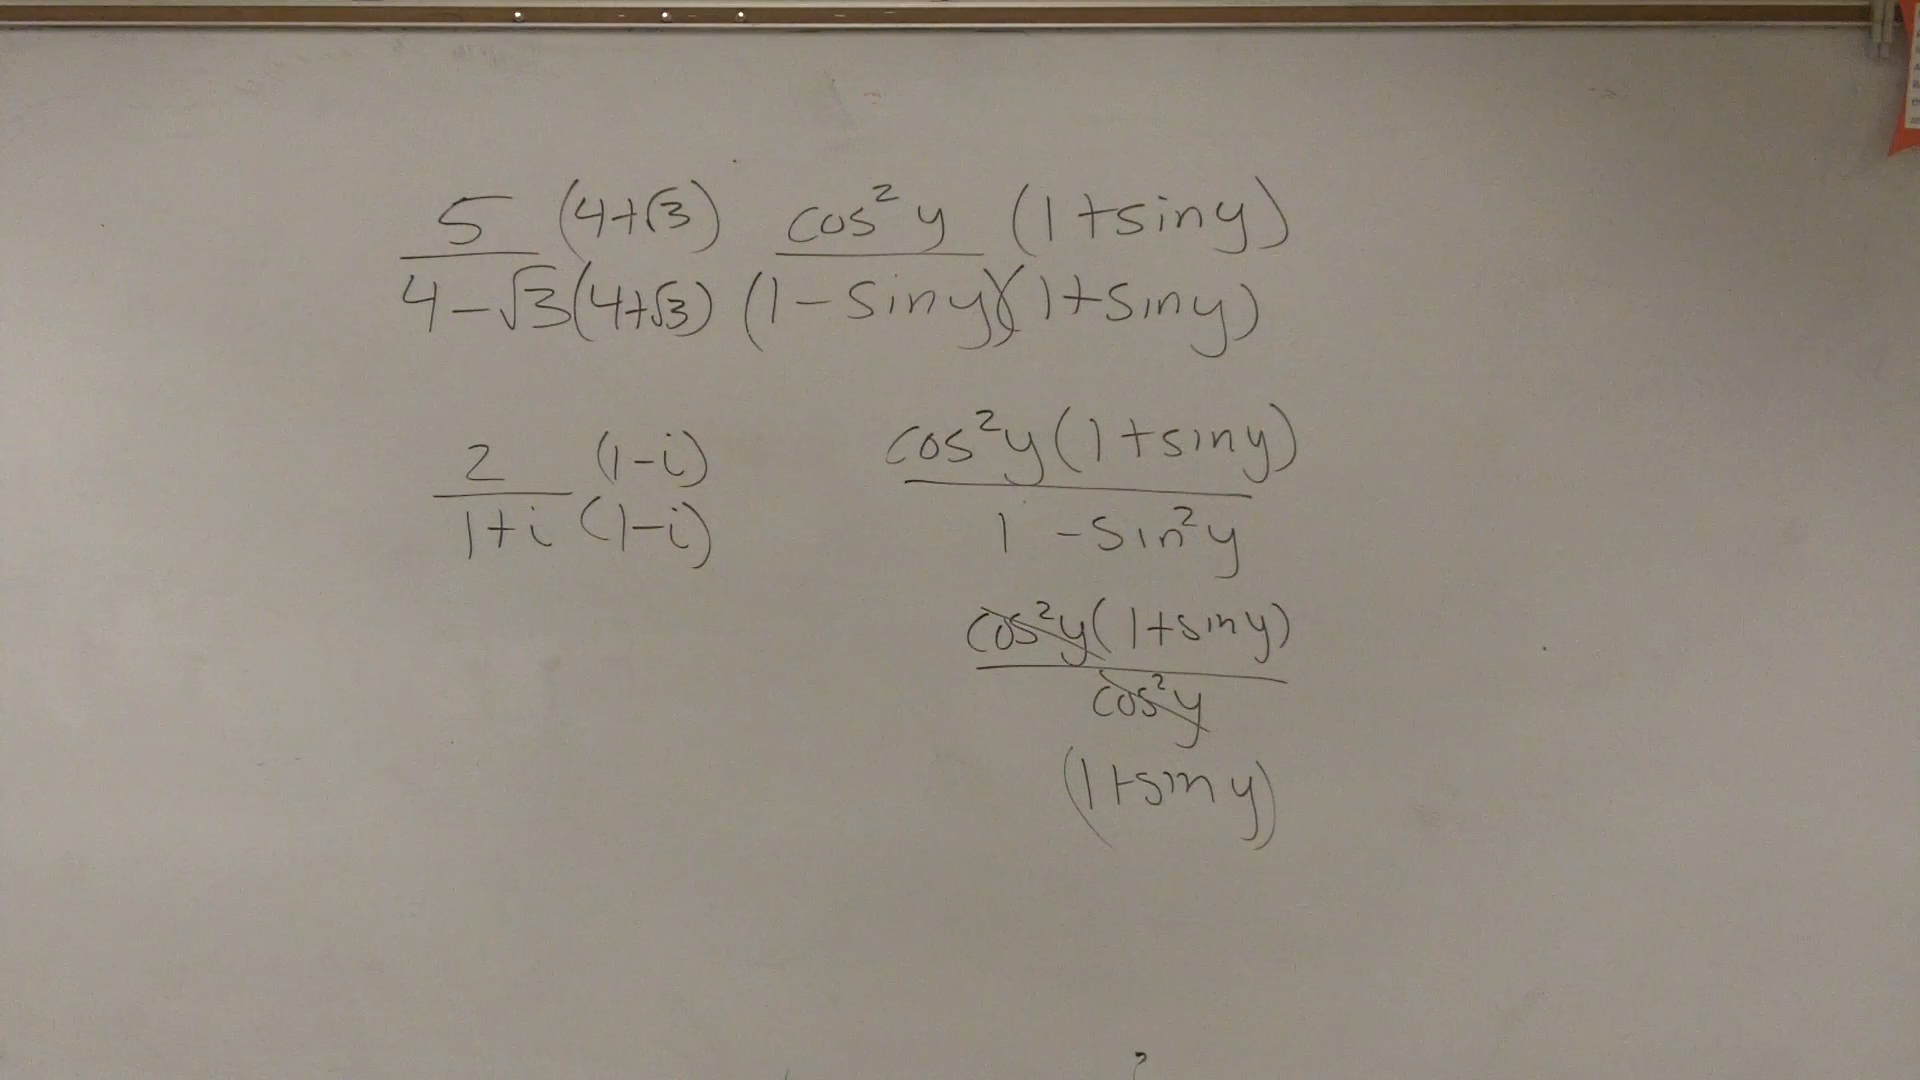 5 (4+√3)
4-√3(4+√3)
cos²y (1+siny)
(1-siny)(1+siny)
2 (1-i)
1+i (1-i)
cos²y(1+siny)
1 -sin²y
cos²y(1+siny)
cos²y
(1+siny)